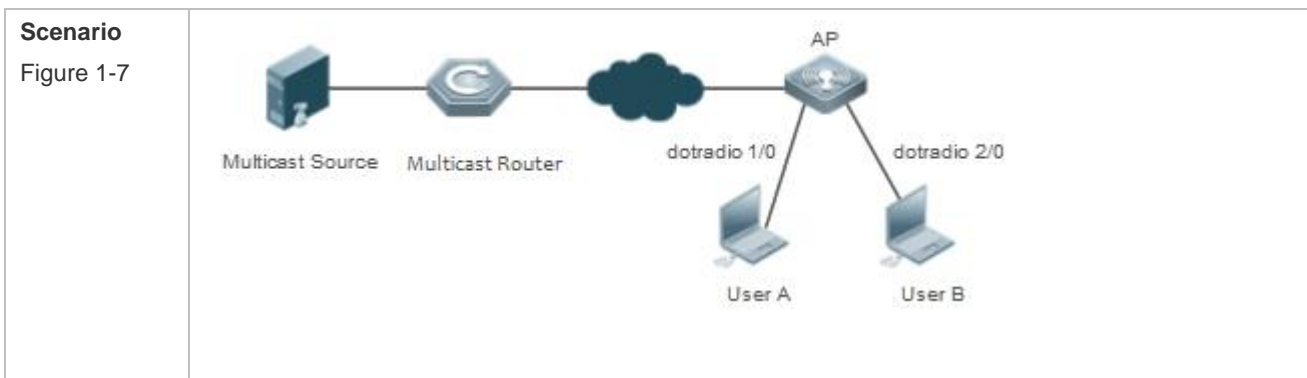 Scenario
Figure 1-7
AP
dotradio 1/0
dotradio 2/0
Multicast Source
Multicast Router
User A
User B